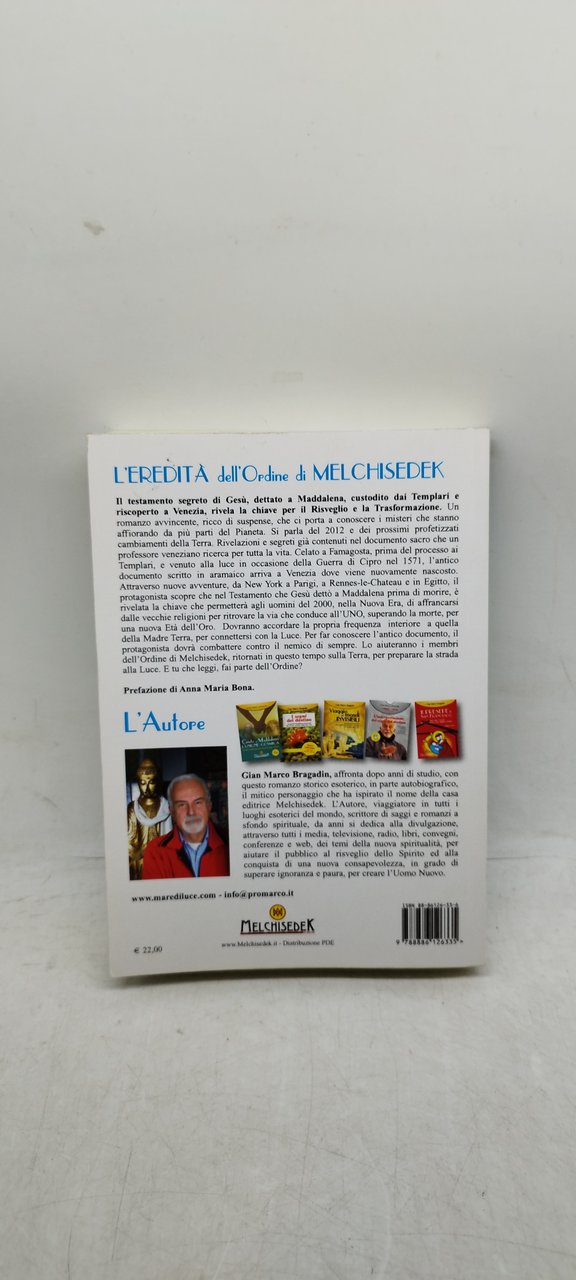 L'EREDITÀ dell'Ordine di MELCHISEDEK
Il testamento segreto di Gesù, dettato a Maddalena, custodito dai Templari e
riscoperto a Venezia, rivela la chiave per il Risveglio e la Trasformazione. Un
romanzo avvincente, ricco di suspense, che ci porta a conoscere i misteri che stanno
affiorando da più parti del Pianeta. Si parla del 2012 e dei prossimi profetizzati
cambiamenti della Terra. Rivelazioni e segreti già contenuti nel documento sacro che un
professore veneziano ricerca per tutta la vita. Celato a Famagosta, prima del processo ai
Templari, e venuto alla luce in occasione della Guerra di Cipro nel 1571, l'antico
documento scritto in aramaico arriva a Venezia dove viene nuovamente nascosto.
Attraverso nuove avventure, da New York a Parigi, a Rennes-le-Chateau e in Egitto, il
protagonista scopre che nel Testamento che Gesù dettò a Maddalena prima di morire, è
rivelata la chiave che permetterà agli uomini del 2000, nella Nuova Era, di affrancarsi
dalle vecchie religioni per ritrovare la via che conduce all'UNO, superando la morte, per
una nuova Età dell'Oro. Dovranno accordare la propria frequenza interiore a quella
della Madre Terra, per connettersi con la Luce. Per far conoscere l'antico documento, il
protagonista dovrà combattere contro il nemico di sempre. Lo aiuteranno i membri
dell'Ordine di Melchisedek, ritornati in questo tempo sulla Terra, per preparare la strada
alla Luce. E tu che leggi, fai parte dell'Ordine?
Prefazione di Anna Maria Bona.
L'Autore
I segni
del destino
Viaggio
nei mondi
INVISIBILI
Gian Marco Bragadin, affronta dopo anni di studio, con
questo romanzo storico esoterico, in parte autobiografico,
il mitico personaggio che ha ispirato il nome della casa
editrice Melchisedek. L'Autore, viaggiatore in tutti i
luoghi esoterici del mondo, scrittore di saggi e romanzi a
sfondo spirituale, da anni si dedica alla divulgazione,
attraverso tutti i media, televisione, radio, libri, convegni,
conferenze e web, dei temi della nuova spiritualità, per
aiutare il pubblico al risveglio dello Spirito ed alla
conquista di una nuova consapevolezza, in grado di
superare ignoranza e paura, per creare l'Uomo Nuovo.
www.marediluce.com - info@promarco.it
MELCHISEDEK
www.Melchisedek.it - Distribuzione PDE
€ 22,00
ISBN 88-86126-33-6
9 788886 126335 >